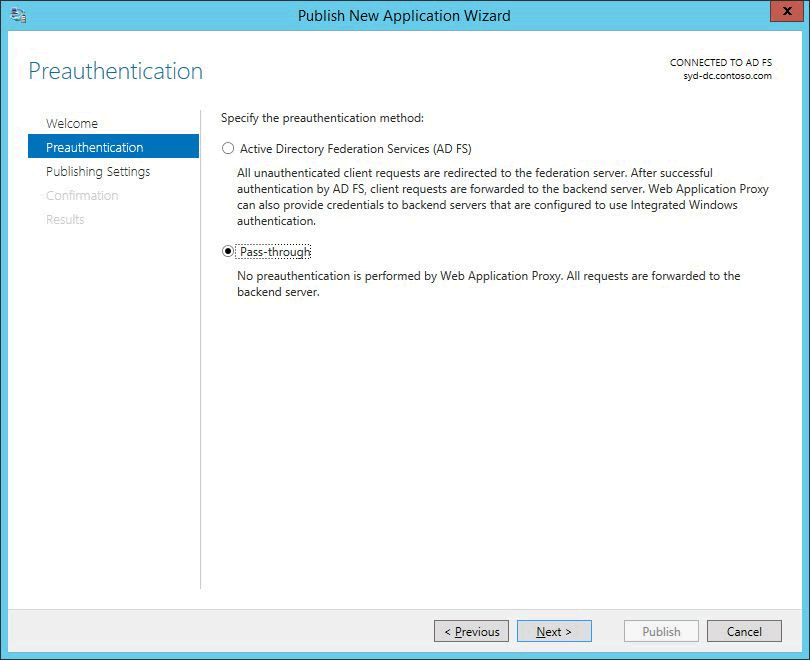 Publish New Application Wizard
x
Preauthentication
CONNECTED TO AD FS
syd-dc.contoso.com
Welcome
Preauthentication
Publishing Settings
Confirmation
Results
Specify the preauthentication method:
Active Directory Federation Services (AD FS)
All unauthenticated client requests are redirected to the federation server. After successful
authentication by AD FS, client requests are forwarded to the backend server. Web Application Proxy
can also provide credentials to backend servers that are configured to use Integrated Windows
authentication.
Pass-through
No preauthentication is performed by Web Application Proxy. All requests are forwarded to the
backend server.
< Previous
Next >
Publish
Cancel